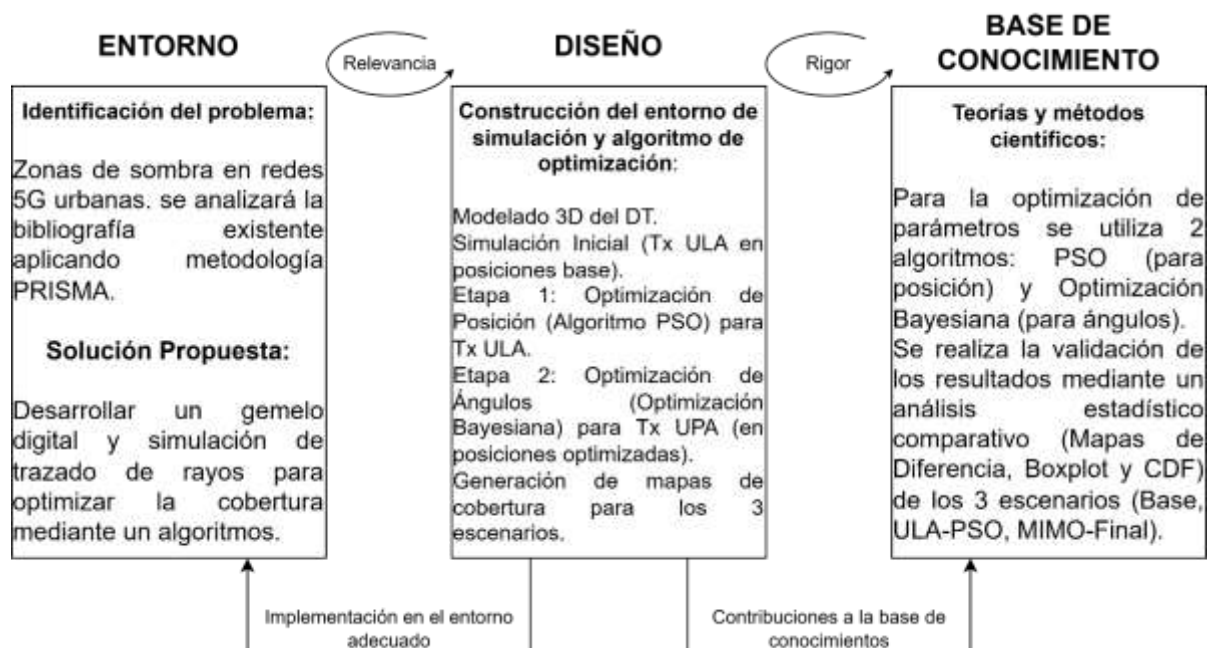 ENTORNO
Relevancia
DISEÑO
Rigor
BASE DE
CONOCIMIENTO
Identificación del problema:
Zonas de sombra en redes
5G urbanas. se analizará la
bibliografía existente
aplicando metodología
PRISMA.
Solución Propuesta:
Desarrollar un gemelo
digital y simulación de
trazado de rayos para
optimizar la cobertura
mediante un algoritmos.
Construcción del entorno de
simulación y algoritmo de
optimización:
Modelado 3D del DT.
Simulación Inicial (Tx ULA en
posiciones base).
Etapa 1: Optimización de
Posición (Algoritmo PSO) para
Tx ULA.
Etapa 2: Optimización de
Ángulos (Optimización
Bayesiana) para Tx UPA (en
posiciones optimizadas).
Generación de mapas de
cobertura para los 3
escenarios.
Teorías y métodos
científicos:
Para la optimización de
parámetros se utiliza 2
algoritmos: PSO (para
posición) y Optimización
Bayesiana (para ángulos).
Se realiza la validación de
los resultados mediante un
análisis estadístico
comparativo (Mapas de
Diferencia, Boxplot y CDF)
de los 3 escenarios (Base,
ULA-PSO, MIMO-Final).
Implementación en el entorno
adecuado
Contribuciones a la base de
conocimientos